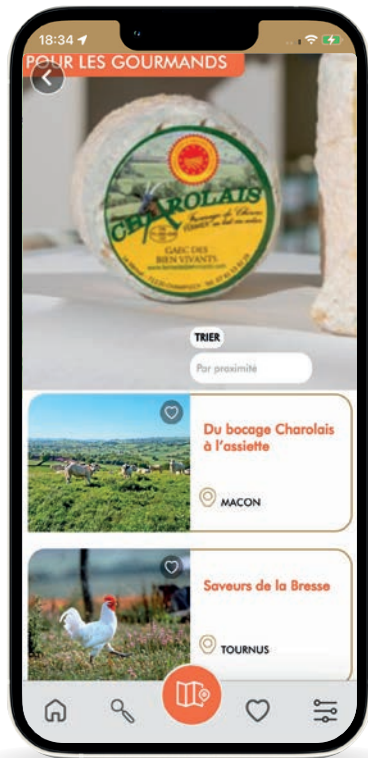 18:34
POUR LES GOURMANDS
CHAROLAIS
Fromage de Chèvre
GAEC DES
BIEN VIVANTS
TRIER
Par proximité
Du bocage Charolais
à l'assiette
MACON
Saveurs de la Bresse
TOURNUS